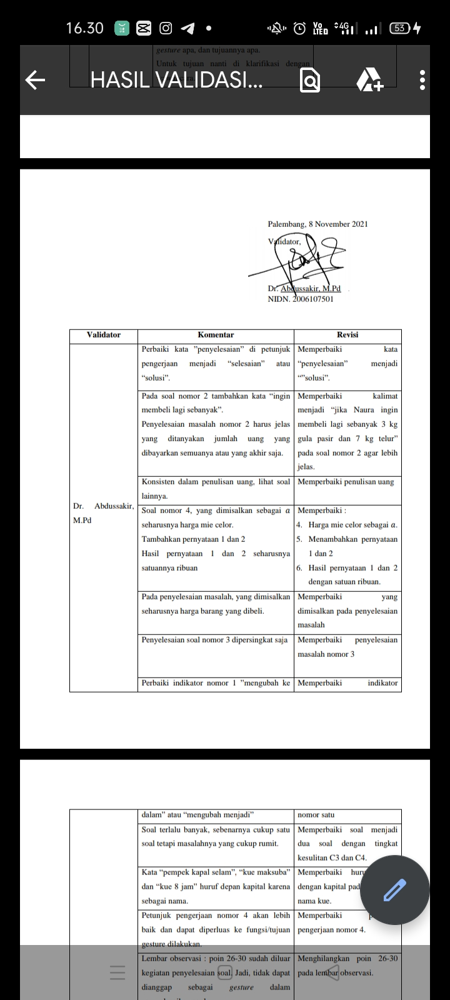 16.30
Vo LTED 4G 53
gesture apa, dan tujuannya apa.
Untuk tujuan nanti di klarifikasi dengan
HASIL VALIDASI...
Palembang, 8 November 2021
Validator,
Dr. Abdussakir, M.Pd
NIDN. 2006107501
Validator Komentar Revisi
Dr. Abdussakir,
M.Pd
Perbaiki kata ”penyelesaian” di petunjuk
pengerjaan menjadi “selesaian” atau
“solusi”.
Memperbaiki kata
“penyelesaian” menjadi
“”solusi”.
Pada soal nomor 2 tambahkan kata “ingin
membeli lagi sebanyak”.
Penyelesaian masalah nomor 2 harus jelas
yang ditanyakan jumlah uang yang
dibayarkan semuanya atau yang akhir saja.
Memperbaiki kalimat
menjadi “jika Naura ingin
membeli lagi sebanyak 3 kg
gula pasir dan 7 kg telur”
pada soal nomor 2 agar lebih
jelas.
Konsisten dalam penulisan uang, lihat soal
lainnya.
Memperbaiki penulisan uang
Soal nomor 4, yang dimisalkan sebagai a
seharusnya harga mie celor.
Tambahkan pernyataan 1 dan 2
Hasil pernyataan 1 dan 2 seharusnya
satuannya ribuan
Memperbaiki :
4. Harga mie celor sebagai a.
5. Menambahkan pernyataan
1 dan 2
6. Hasil pernyataan 1 dan 2
dengan satuan ribuan.
Pada penyelesaian masalah, yang dimisalkan
seharusnya harga barang yang dibeli.
Memperbaiki yang
dimisalkan pada penyelesaian
masalah
Penyelesaian soal nomor 3 dipersingkat saja
Memperbaiki penyelesaian
masalah nomor 3
Perbaiki indikator nomor 1 ”mengubah ke
Memperbaiki indikator
dalam” atau “mengubah menjadi”
nomor satu
Soal terlalu banyak, sebenarnya cukup satu
soal tetapi masalahnya yang cukup rumit.
Memperbaiki soal menjadi
dua soal dengan tingkat
kesulitan C3 dan C4.
Kata “pempek kapal selam”, “kue maksuba”
dan “kue 8 jam” huruf depan kapital karena
sebagai nama.
Memperbaiki
dengan kapital
nama kue.
Petunjuk pengerjaan nomor 4 akan lebih
baik dan dapat diperluas ke fungsi/tujuan
gesture dilakukan.
Memperbaiki
pengerjaan nomor 4.
Lembar observasi : poin 26-30 sudah diluar
kegiatan penyelesaian soal. Jadi, tidak dapat
dianggap sebagai gesture dalam
Menghilangkan poin 26-30
pada lembar observasi.